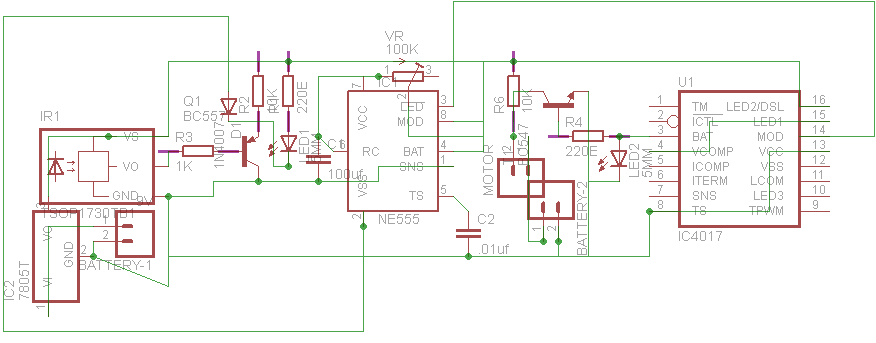 VR
100K
1
3
IC1
2
7
VCC
LED
3
MOD
8
RC
6
BAT
4
SNS
1
VSS
TS
5
2
NE555
IR1
VS
VO
GND
TSOP1730
R3
1K
Q1
BC557
D1
1N4007
R2
10K
220E
LED1
5MM
C1
100uf
C2
.01uf
9V
TB1
1
2
BATTERY-1
IC2
7805T
VO
GND
VI
1
MOTOR
R6
10K
BC547
R4
220E
LED2
5MM
1
2
BATTERY-2
U1
1
TM
LED2/DSL
16
2
ICTL
LED1
15
3
BAT
MOD
14
4
VCOMP
VCC
13
5
ICOMP
VSS
12
6
ITERM
LCOM
11
7
SNS
LED3
10
8
TS
TPWM
9
IC4017